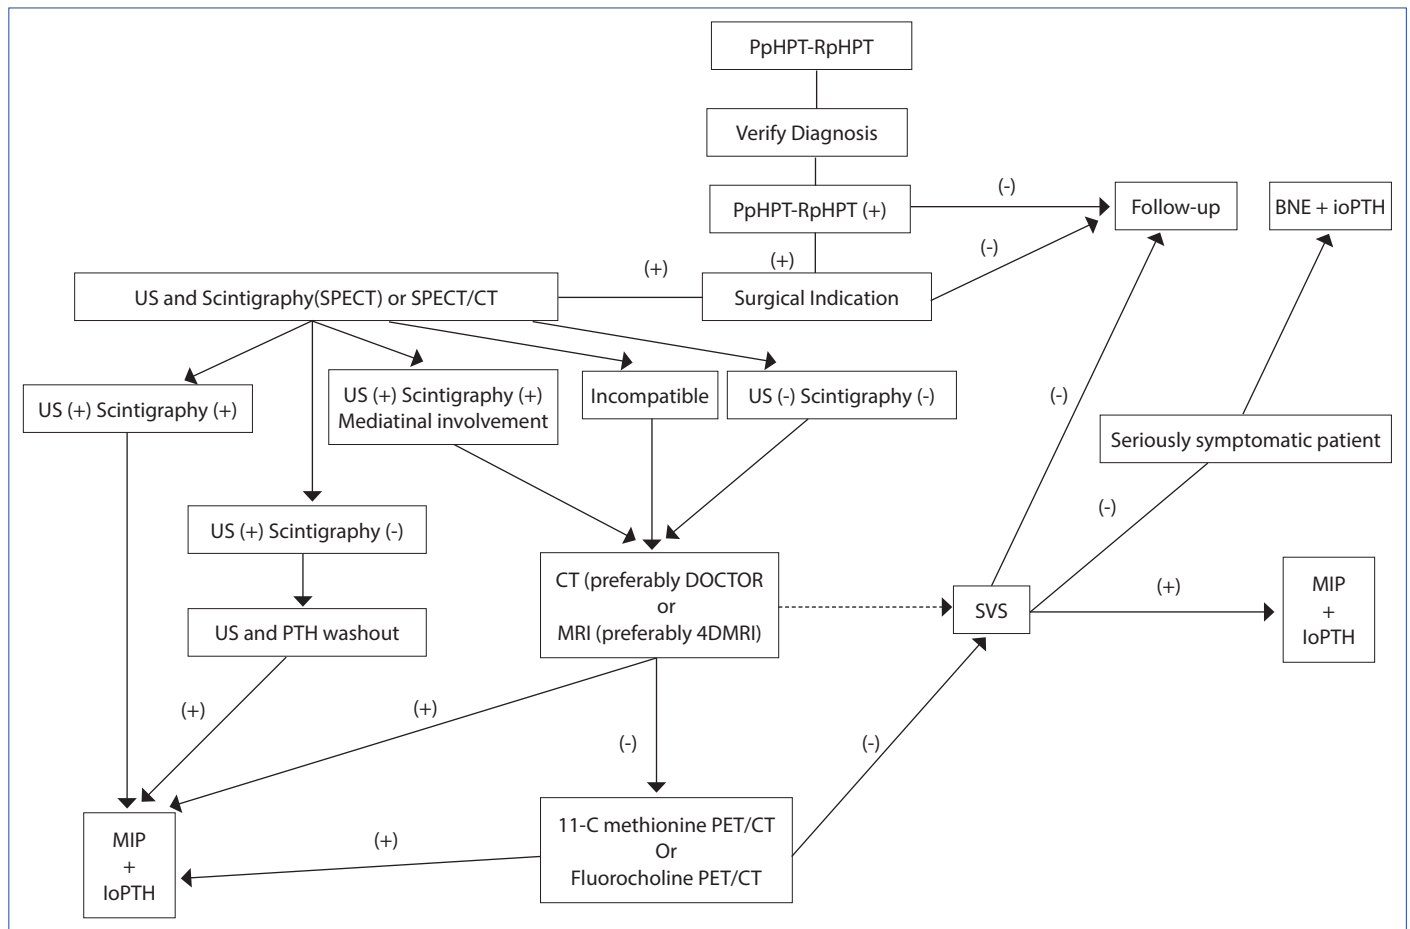 PpHPT-RpHPT
Verify Diagnosis
PpHPT-RpHPT (+)
(-)
Follow-up
BNE + ioPTH
(+)
(+)
(-)
US and Scintigraphy(SPECT) or SPECT/CT
Surgical Indication
US (+) Scintigraphy (+)
US (+) Scintigraphy (+)
Mediatinal involvement
Incompatible
US (-) Scintigraphy (-)
(-)
Seriously symptomatic patient
(-)
US (+) Scintigraphy (-)
US and PTH washout
CT (preferably DOCTOR
or
MRI (preferably 4DMRI)
SVS
(+)
MIP
+
IoPTH
(+)
(+)
(-)
(-)
MIP
+
IoPTH
(+)
11-C methionine PET/CT
Or
Fluorocholine PET/CT